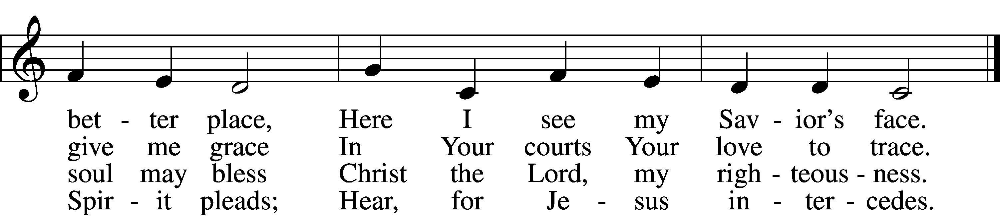 bet - ter place, Here I see my Sav - ior’s face.
give me grace In Your courts Your love to trace.
soul may bless Christ the Lord, my righ - teous - ness.
Spir - it pleads; Hear, for Je - sus in - ter - cedes.